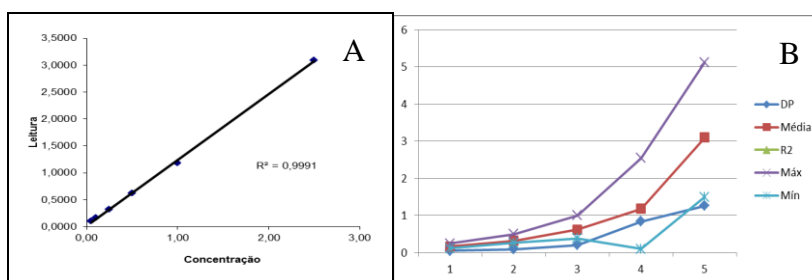 A
3,5000
3,0000
2,5000
2,0000
1,5000
1,0000
0,5000
0,0000
Leitura
R² = 0,9991
0,00
1,00
2,00
3,00
Concentração
B
6
5
4
3
2
1
0
1
2
3
4
5
DP
Média
R2
Máx
Mín